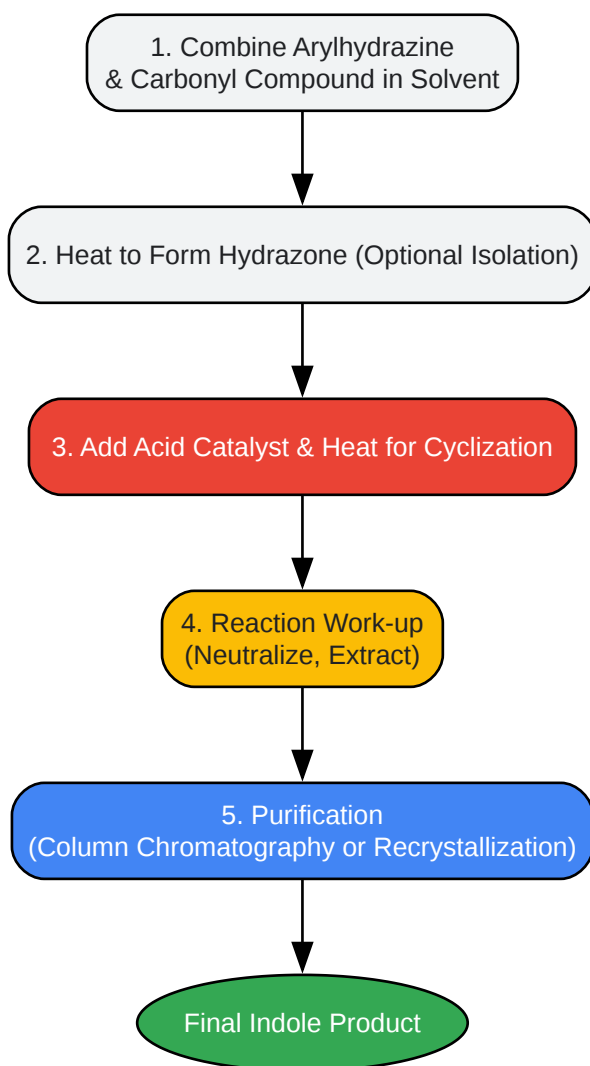 1. Combine Arylhydrazine
& Carbonyl Compound in Solvent
2. Heat to Form Hydrazone (Optional Isolation)
3. Add Acid Catalyst & Heat for Cyclization
4. Reaction Work-up
(Neutralize, Extract)
5. Purification
(Column Chromatography or Recrystallization)
Final Indole Product